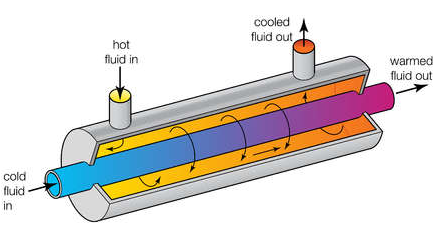 cooled
fluid out
hot
fluid in
warmed
fluid out
cold
fluid
in